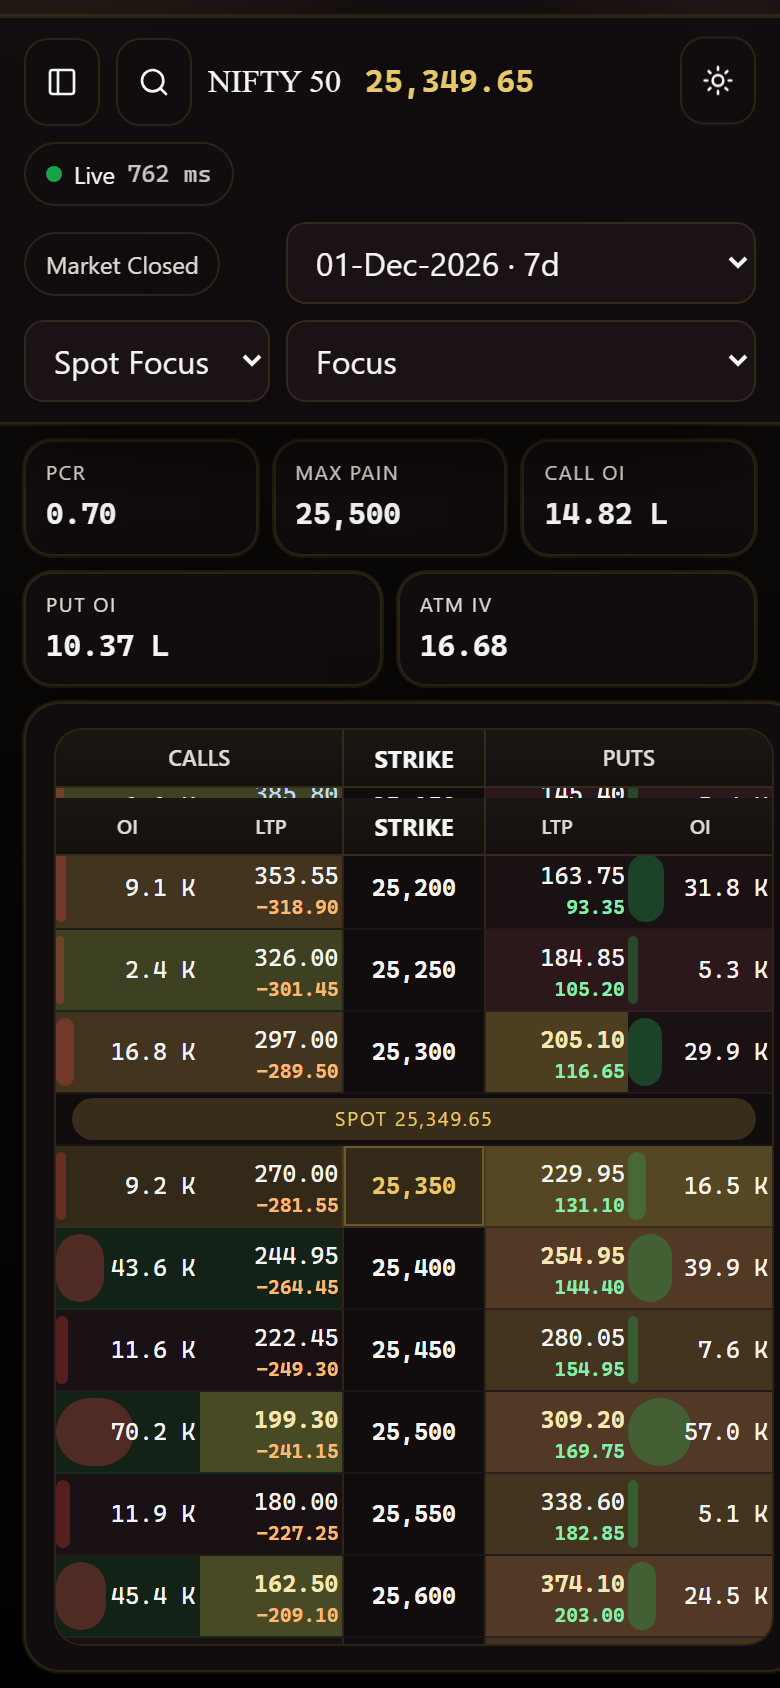 NIFTY 50 25,349.65
Live 762 ms
Market Closed
01-Dec-2026 · 7d
Spot Focus
Focus
PCR
0.70
MAX PAIN
25,500
CALL OI
14.82 L
PUT OI
10.37 L
ATM IV
16.68
CALLS STRIKE PUTS
385.80 145.40
OI LTP STRIKE LTP OI
9.1 K 353.55 25,200 163.75 31.8 K
−318.90 93.35
2.4 K 326.00 25,250 184.85 5.3 K
−301.45 105.20
16.8 K 297.00 25,300 205.10 29.9 K
−289.50 116.65
SPOT 25,349.65
9.2 K 270.00 25,350 229.95 16.5 K
−281.55 131.10
43.6 K 244.95 25,400 254.95 39.9 K
−264.45 144.40
11.6 K 222.45 25,450 280.05 7.6 K
−249.30 154.95
70.2 K 199.30 25,500 309.20 57.0 K
−241.15 169.75
11.9 K 180.00 25,550 338.60 5.1 K
−227.25 182.85
45.4 K 162.50 25,600 374.10 24.5 K
−209.10 203.00